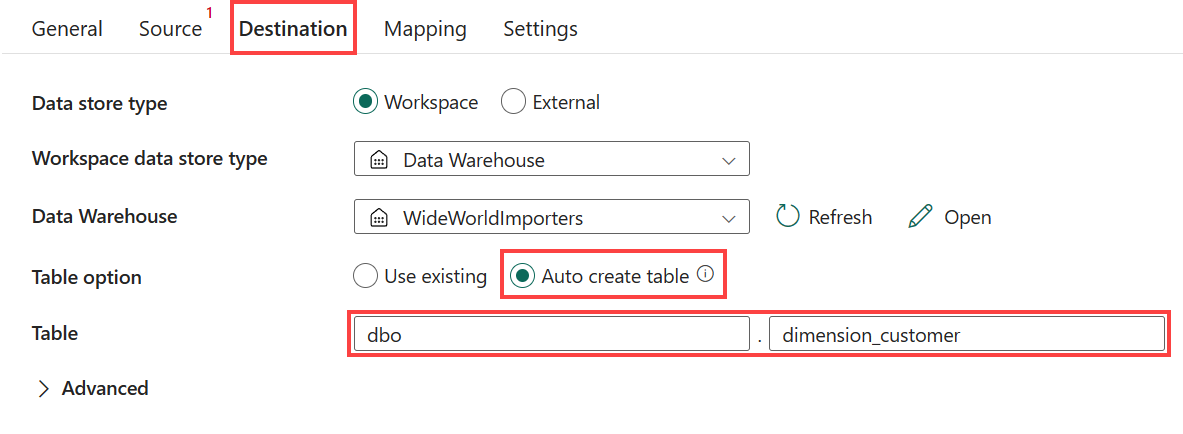 General Source 1 Destination Mapping Settings
Data store type Workspace External
Workspace data store type Data Warehouse
Data Warehouse WideWorldImporters Refresh Open
Table option Use existing Auto create table
Table dbo . dimension_customer
Advanced